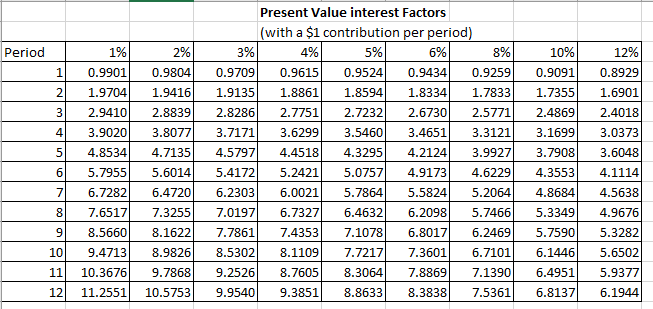 Present Value interest Factors
(with a $1 contribution per period)
Period 1% 2% 3% 4% 5% 6% 8% 10% 12%
1 0.9901 0.9804 0.9709 0.9615 0.9524 0.9434 0.9259 0.9091 0.8929
2 1.9704 1.9416 1.9135 1.8861 1.8594 1.8334 1.7833 1.7355 1.6901
3 2.9410 2.8839 2.8286 2.7751 2.7232 2.6730 2.5771 2.4869 2.4018
4 3.9020 3.8077 3.7171 3.6299 3.5460 3.4651 3.3121 3.1699 3.0373
5 4.8534 4.7135 4.5797 4.4518 4.3295 4.2124 3.9927 3.7908 3.6048
6 5.7955 5.6014 5.4172 5.2421 5.0757 4.9173 4.6229 4.3553 4.1114
7 6.7282 6.4720 6.2303 6.0021 5.7864 5.5824 5.2064 4.8684 4.5638
8 7.6517 7.3255 7.0197 6.7327 6.4632 6.2098 5.7466 5.3349 4.9676
9 8.5660 8.1622 7.7861 7.4353 7.1078 6.8017 6.2469 5.7590 5.3282
10 9.4713 8.9826 8.5302 8.1109 7.7217 7.3601 6.7101 6.1446 5.6502
11 10.3676 9.7868 9.2526 8.7605 8.3064 7.8869 7.1390 6.4951 5.9377
12 11.2551 10.5753 9.9540 9.3851 8.8633 8.3838 7.5361 6.8137 6.1944